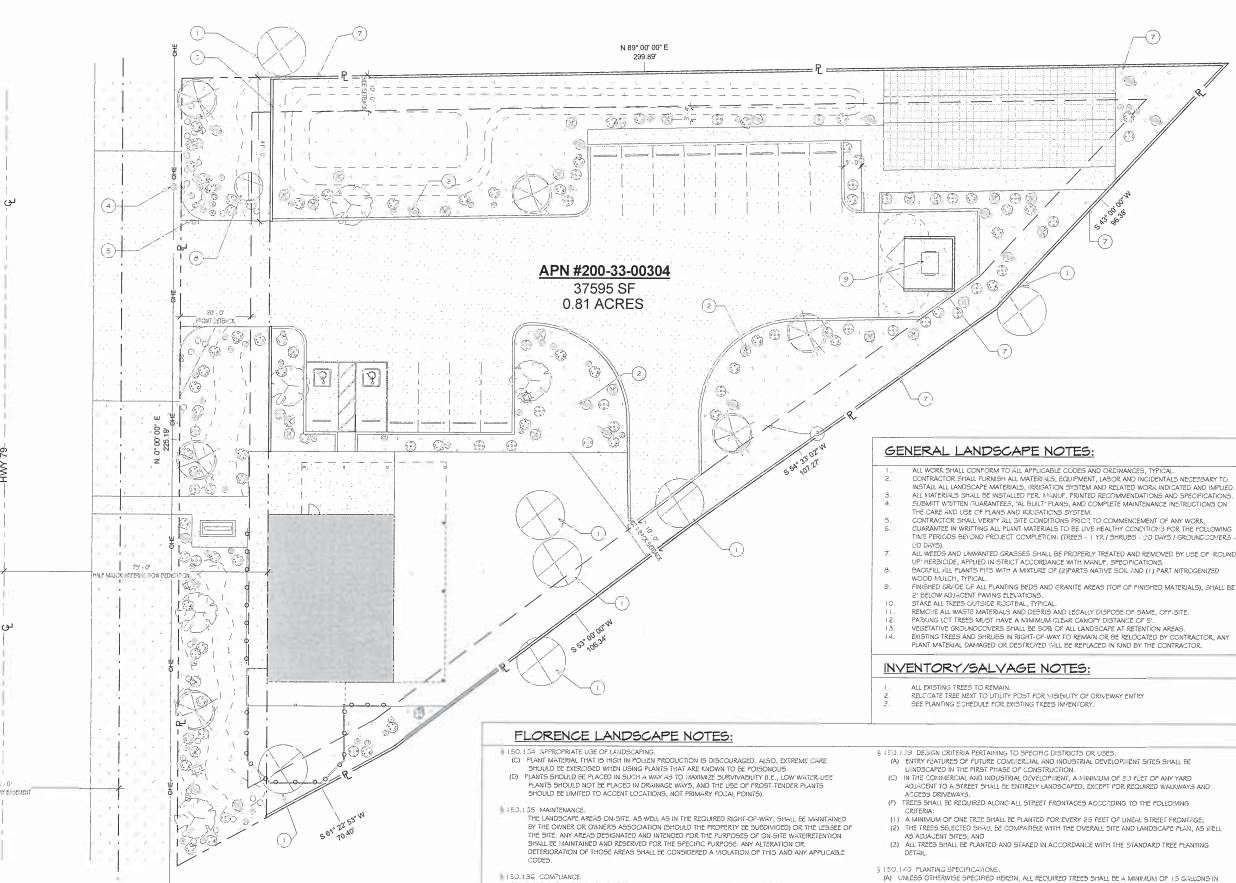 N 89° 00' 00" E
299.89'
APN #200-33-00304
37595 SF
0.81 ACRES
S 43° 00' 00" W
96.38'
S 54° 33' 02" W
107.27'
S 53° 00' 00" W
106.34'
S 61° 22' 53" W
70.40'
N 0° 00' 00" E
225.19'
HWY 79
20' - 0"
FRONT SETBACK
75' - 0"
GENERAL LANDSCAPE NOTES:
1. ALL WORK SHALL CONFORM TO ALL APPLICABLE CODES AND ORDINANCES, TYPICAL.
2. CONTRACTOR SHALL FURNISH ALL MATERIALS, EQUIPMENT, LABOR AND INCIDENTALS NECESSARY TO
INSTALL ALL LANDSCAPE MATERIALS, IRRIGATION SYSTEM AND RELATED WORK INDICATED AND IMPLIED.
3. ALL MATERIALS SHALL BE INSTALLED PER. MANUF. PRINTED RECOMMENDATIONS AND SPECIFICATIONS.
4. SUBMIT WRITTEN GUARANTEES, "AL BUILT" PLANS, AND COMPLETE MAINTENANCE INSTRUCTIONS ON
THE CARE AND USE OF PLANS AND IRRIGATIONS SYSTEM.
5. CONTRACTOR SHALL VERIFY ALL SITE CONDITIONS PRIOR TO COMMENCEMENT OF ANY WORK.
6. GUARANTEE IN WRITTING ALL PLANT MATERIALS TO BE LIVE HEALTHY CONDITIONS FOR THE FOLLOWING
TIME PERIODS BEYOND PROJECT COMPLETION: (TREES - 1 YR / SHRUBS - 90 DAYS / GROUNDCOVERS -
90 DAYS).
7. ALL WEEDS AND UNWANTED GRASSES SHALL BE PROPERLY TREATED AND REMOVED BY USE OF 'ROUND
UP' HERBICIDE, APPLIED IN STRICT ACCORDANCE WITH MANUF. SPECIFICATIONS.
8. BACKFILL ALL PLANTS PITS WITH A MIXTURE OF (2)PARTS NATIVE SOIL AND (1) PART NITROGENIZED
WOOD MULCH, TYPICAL.
9. FINISHED GRADE OF ALL PLANTING BEDS AND GRANITE AREAS (TOP OF FINISHED MATERIALS), SHALL BE
2" BELOW ADJACENT PAVING ELEVATIONS.
10. STAKE ALL TREES OUTSIDE ROOTBAL, TYPICAL.
11. REMOVE ALL WASTE MATERIALS AND DEBRIS AND LEGALLY DISPOSE OF SAME, OFF-SITE.
12. PARKING LOT TREES MUST HAVE A MINIMUM CLEAR CANOPY DISTANCE OF 5'.
13. VEGETATIVE GROUNDCOVERS SHALL BE 50% OF ALL LANDSCAPE AT RETENTION AREAS.
14. EXISTING TREES AND SHRUBS IN RIGHT-OF-WAY TO REMAIN OR BE RELOCATED BY CONTRACTOR, ANY
PLANT MATERIAL DAMAGED OR DESTROYED WILL BE REPLACED IN KIND BY THE CONTRACTOR.
INVENTORY/SALVAGE NOTES:
1. ALL EXISTING TREES TO REMAIN.
2. RELOCATE TREE NEXT TO UTILITY POST FOR VISIBILITY OF DRIVEWAY ENTRY
2. SEE PLANTING SCHEDULE FOR EXISTING TREES INVENTORY.
FLORENCE LANDSCAPE NOTES:
§ 150.134 APPROPRIATE USE OF LANDSCAPING.
(C) PLANT MATERIAL THAT IS HIGH IN POLLEN PRODUCTION IS DISCOURAGED. ALSO, EXTREME CARE
SHOULD BE EXERCISED WHEN USING PLANTS THAT ARE KNOWN TO BE POISONOUS.
(D) PLANTS SHOULD BE PLACED IN SUCH A WAY AS TO MAXIMIZE SURVIVABILITY (I.E., LOW WATER-USE
PLANTS SHOULD NOT BE PLACED IN DRAINAGE WAYS, AND THE USE OF FROST-TENDER PLANTS
SHOULD BE LIMITED TO ACCENT LOCATIONS, NOT PRIMARY FOCAL POINTS).
§ 150.135 MAINTENANCE.
THE LANDSCAPE AREAS ON-SITE, AS WELL AS IN THE REQUIRED RIGHT-OF-WAY, SHALL BE MAINTAINED
BY THE OWNER OR OWNER'S ASSOCIATION (SHOULD THE PROPERTY BE SUBDIVIDED) OR THE LESSEE OF
THE SITE. ANY AREAS DESIGNATED AND INTENDED FOR THE PURPOSES OF ON-SITE WATERRETENTION
SHALL BE MAINTAINED AND RESERVED FOR THE SPECIFIC PURPOSE. ANY ALTERATION OR
DETERIORATION OF THOSE AREAS SHALL BE CONSIDERED A VIOLATION OF THIS AND ANY APPLICABLE
CODES.
§ 150.136 COMPLIANCE.
§ 150.139 DESIGN CRITERIA PERTAINING TO SPECIFIC DISTRICTS OR USES.
(A) ENTRY FEATURES OF FUTURE COMMERCIAL AND INDUSTRIAL DEVELOPMENT SITES SHALL BE
LANDSCAPED IN THE FIRST PHASE OF CONSTRUCTION.
(C) IN THE COMMERCIAL AND INDUSTRIAL DEVELOPMENT, A MINIMUM OF 20 FEET OF ANY YARD
ADJACENT TO A STREET SHALL BE ENTIRELY LANDSCAPED, EXCEPT FOR REQUIRED WALKWAYS AND
ACCESS DRIVEWAYS.
(F) TREES SHALL BE REQUIRED ALONG ALL STREET FRONTAGES ACCORDING TO THE FOLLOWING
CRITERIA:
(1) A MINIMUM OF ONE TREE SHALL BE PLANTED FOR EVERY 25 FEET OF LINEAL STREET FRONTAGE;
(2) THE TREES SELECTED SHALL BE COMPATIBLE WITH THE OVERALL SITE AND LANDSCAPE PLAN, AS WELL
AS ADJACENT SITES; AND
(3) ALL TREES SHALL BE PLANTED AND STAKED IN ACCORDANCE WITH THE STANDARD TREE PLANTING
DETAIL.
§ 150.140 PLANTING SPECIFICATIONS.
(A) UNLESS OTHERWISE SPECIFIED HEREIN, ALL REQUIRED TREES SHALL BE A MINIMUM OF 15 GALLONS IN